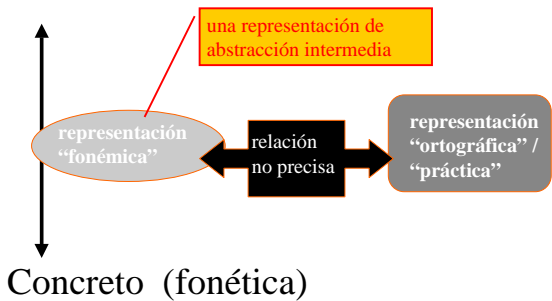 una representación de
abstracción intermedia
representación
“fonémica”
relación
no precisa
representación
“ortográfica” /
“práctica”
Concreto (fonética)